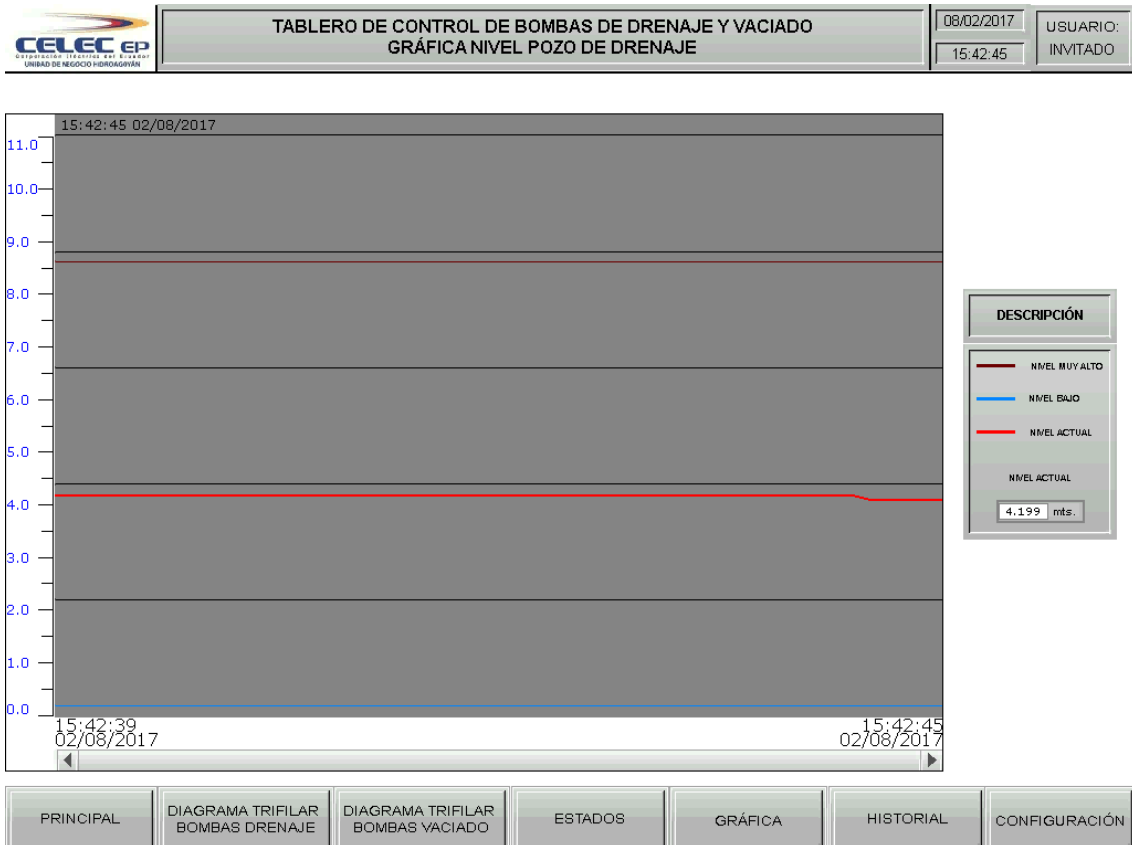 CELEC EP
Corporación Eléctrica del Ecuador
UNIDAD DE NEGOCIO HIDROAGOYÁN
TABLERO DE CONTROL DE BOMBAS DE DRENAJE Y VACIADO
GRÁFICA NIVEL POZO DE DRENAJE
08/02/2017
15:42:45
USUARIO:
INVITADO
15:42:45 02/08/2017
11.0
10.0
9.0
8.0
7.0
6.0
5.0
4.0
3.0
2.0
1.0
0.0
15:42:39
02/08/2017
15:42:45
02/08/2017
DESCRIPCIÓN
NIVEL MUY ALTO
NIVEL BAJO
NIVEL ACTUAL
NIVEL ACTUAL
4.199 mts.
PRINCIPAL
DIAGRAMA TRIFILAR
BOMBAS DRENAJE
DIAGRAMA TRIFILAR
BOMBAS VACIADO
ESTADOS
GRÁFICA
HISTORIAL
CONFIGURACIÓN